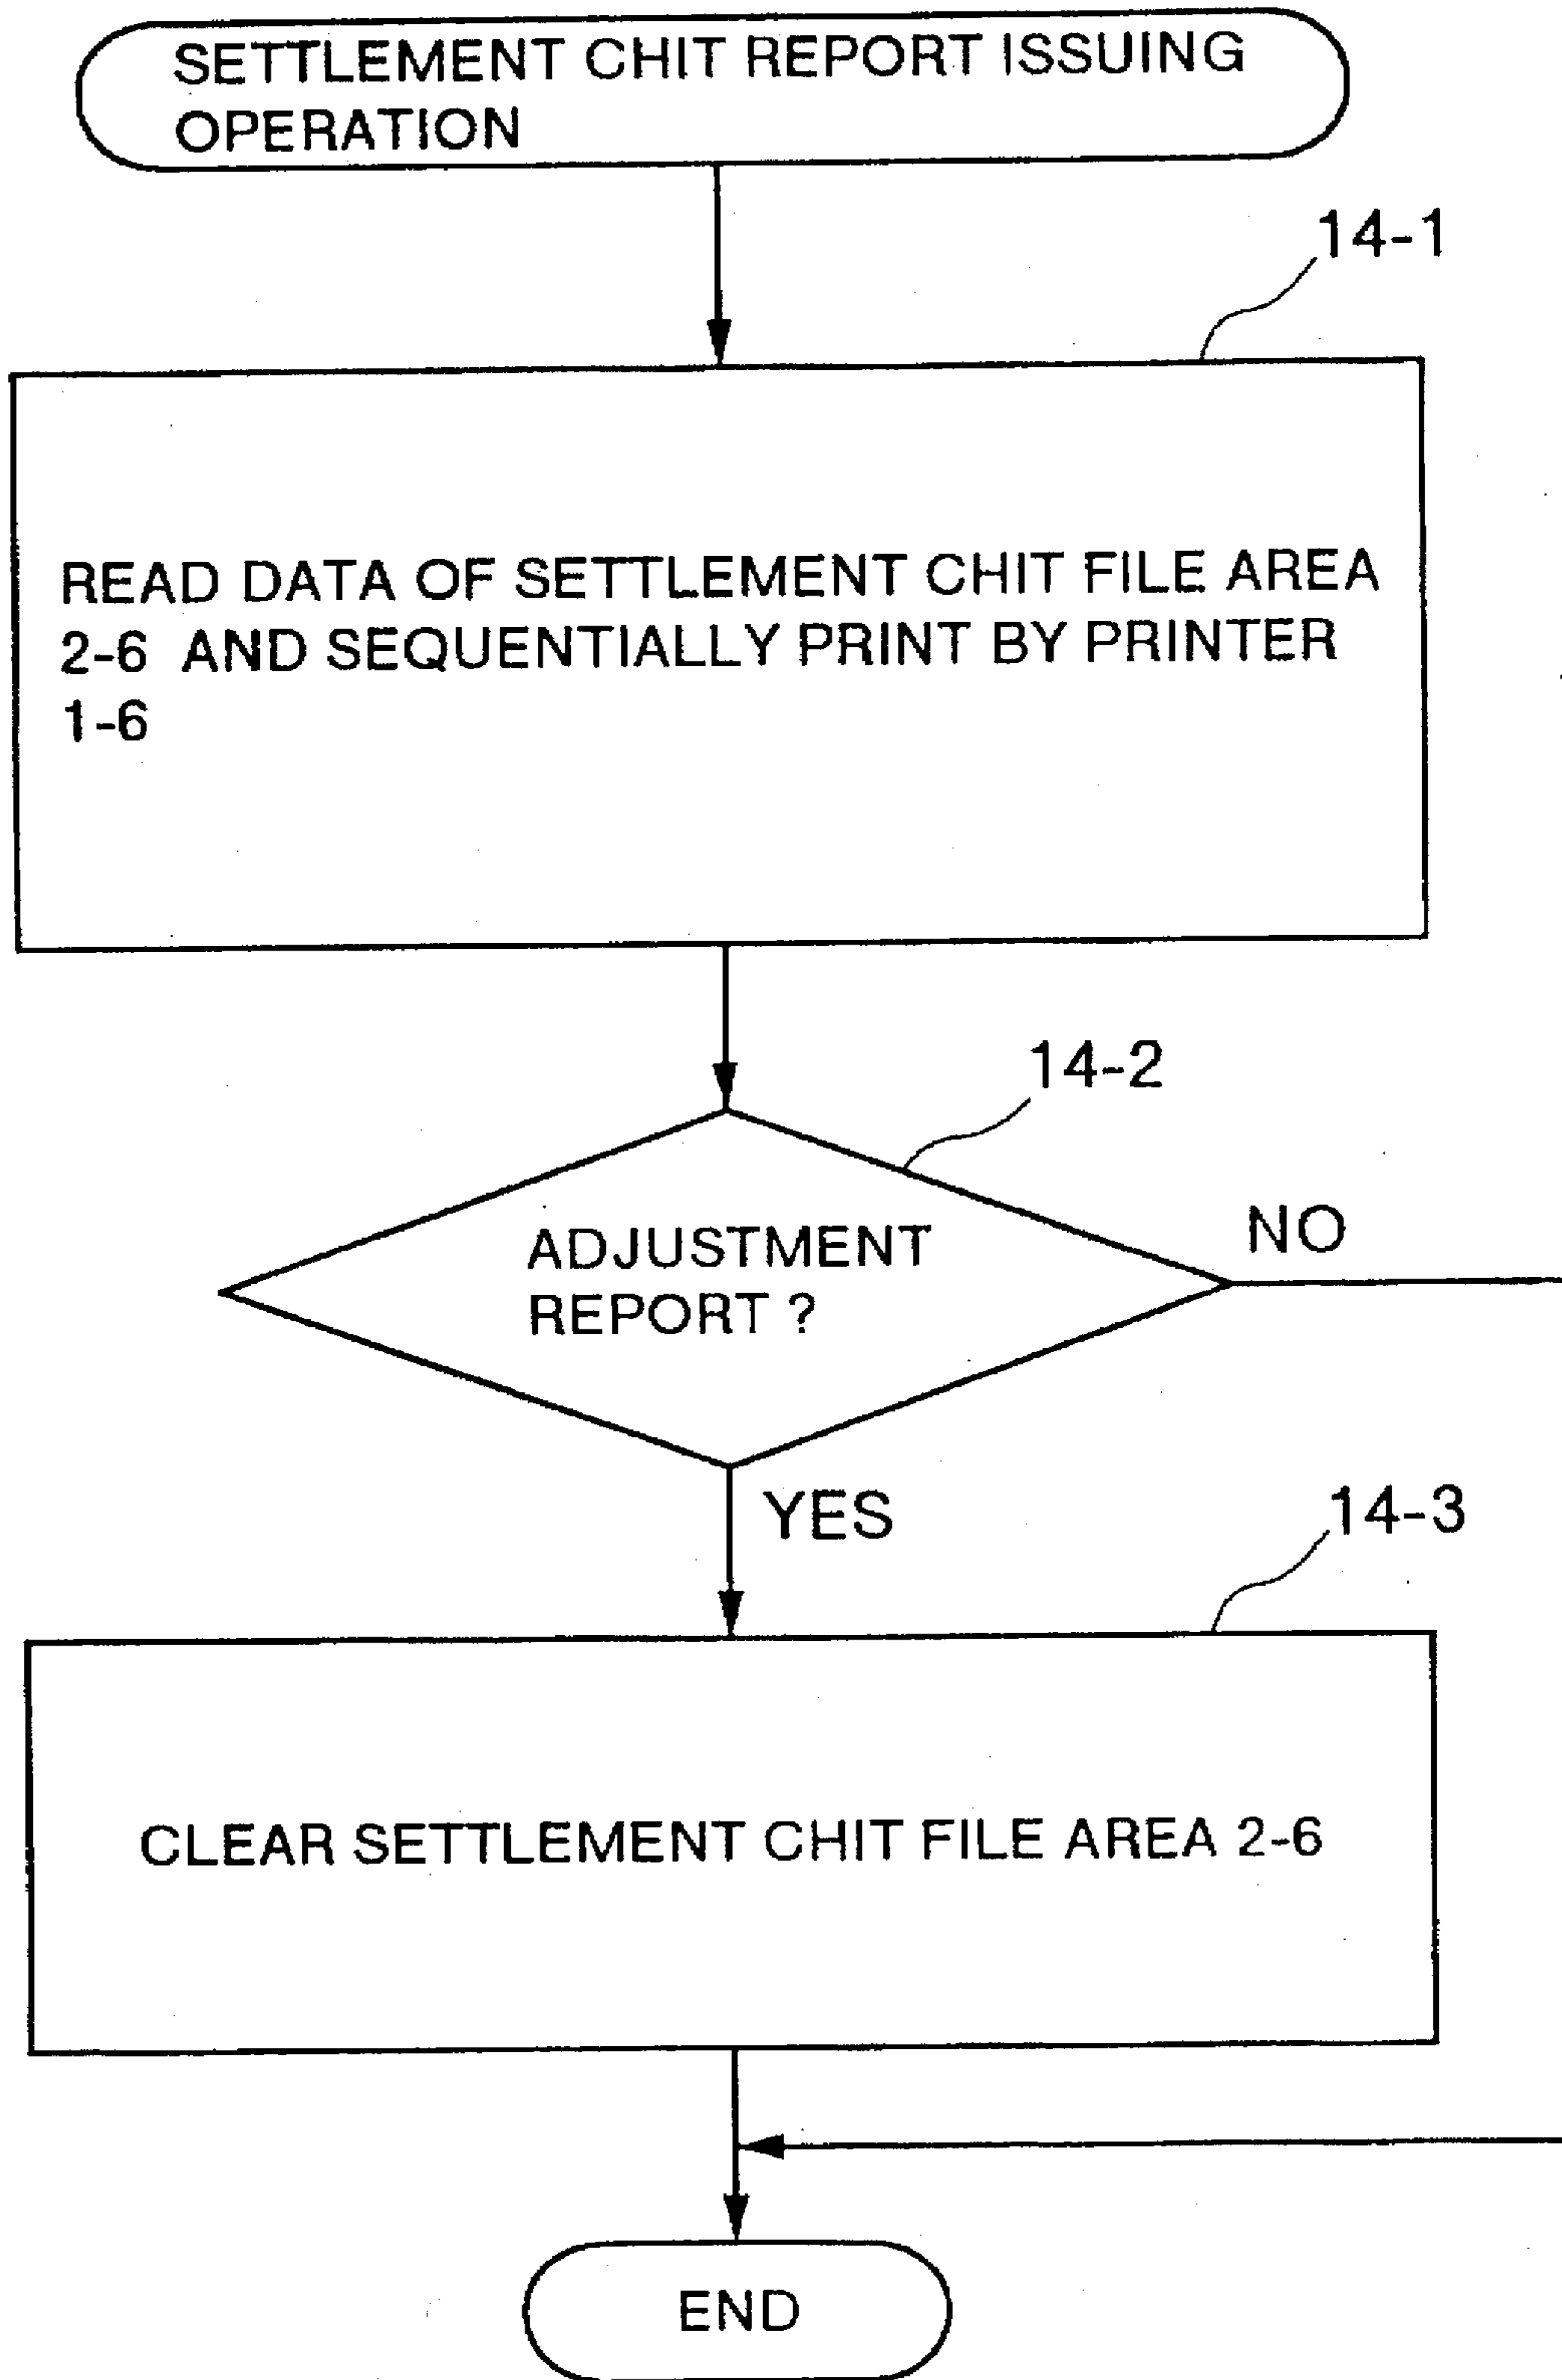 SETTLEMENT CHIT REPORT ISSUING
OPERATION
14-1
READ DATA OF SETTLEMENT CHIT FILE AREA
2-6 AND SEQUENTIALLY PRINT BY PRINTER
1-6
14-2
ADJUSTMENT
REPORT ?
NO
YES
14-3
CLEAR SETTLEMENT CHIT FILE AREA 2-6
END